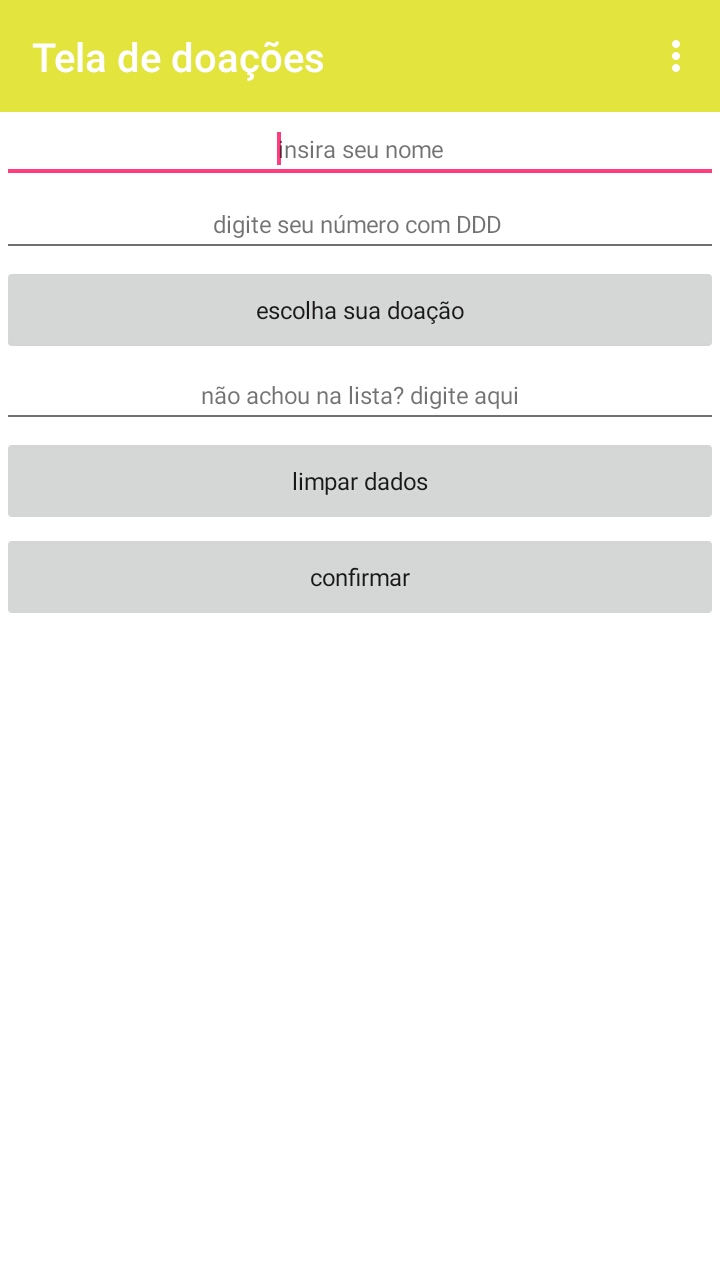 Tela de doações
insira seu nome
digite seu número com DDD
escolha sua doação
não achou na lista? digite aqui
limpar dados
confirmar